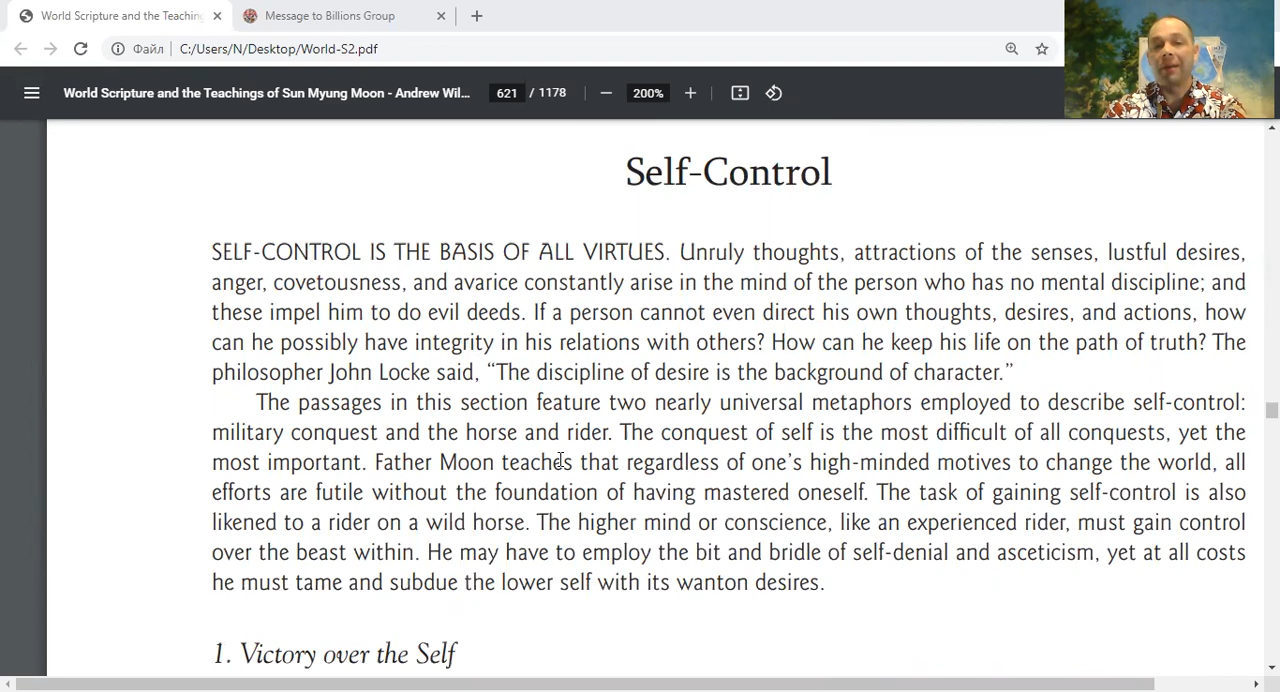 World Scripture and the Teaching
Message to Billions Group
Файл
C:/Users/N/Desktop/World-S2.pdf
World Scripture and the Teachings of Sun Myung Moon - Andrew Wil...
621 / 1178
200%
Self-Control
SELF-CONTROL IS THE BASIS OF ALL VIRTUES. Unruly thoughts, attractions of the senses, lustful desires,
anger, covetousness, and avarice constantly arise in the mind of the person who has no mental discipline; and
these impel him to do evil deeds. If a person cannot even direct his own thoughts, desires, and actions, how
can he possibly have integrity in his relations with others? How can he keep his life on the path of truth? The
philosopher John Locke said, “The discipline of desire is the background of character.”
The passages in this section feature two nearly universal metaphors employed to describe self-control:
military conquest and the horse and rider. The conquest of self is the most difficult of all conquests, yet the
most important. Father Moon teaches that regardless of one’s high-minded motives to change the world, all
efforts are futile without the foundation of having mastered oneself. The task of gaining self-control is also
likened to a rider on a wild horse. The higher mind or conscience, like an experienced rider, must gain control
over the beast within. He may have to employ the bit and bridle of self-denial and asceticism, yet at all costs
he must tame and subdue the lower self with its wanton desires.
1. Victory over the Self